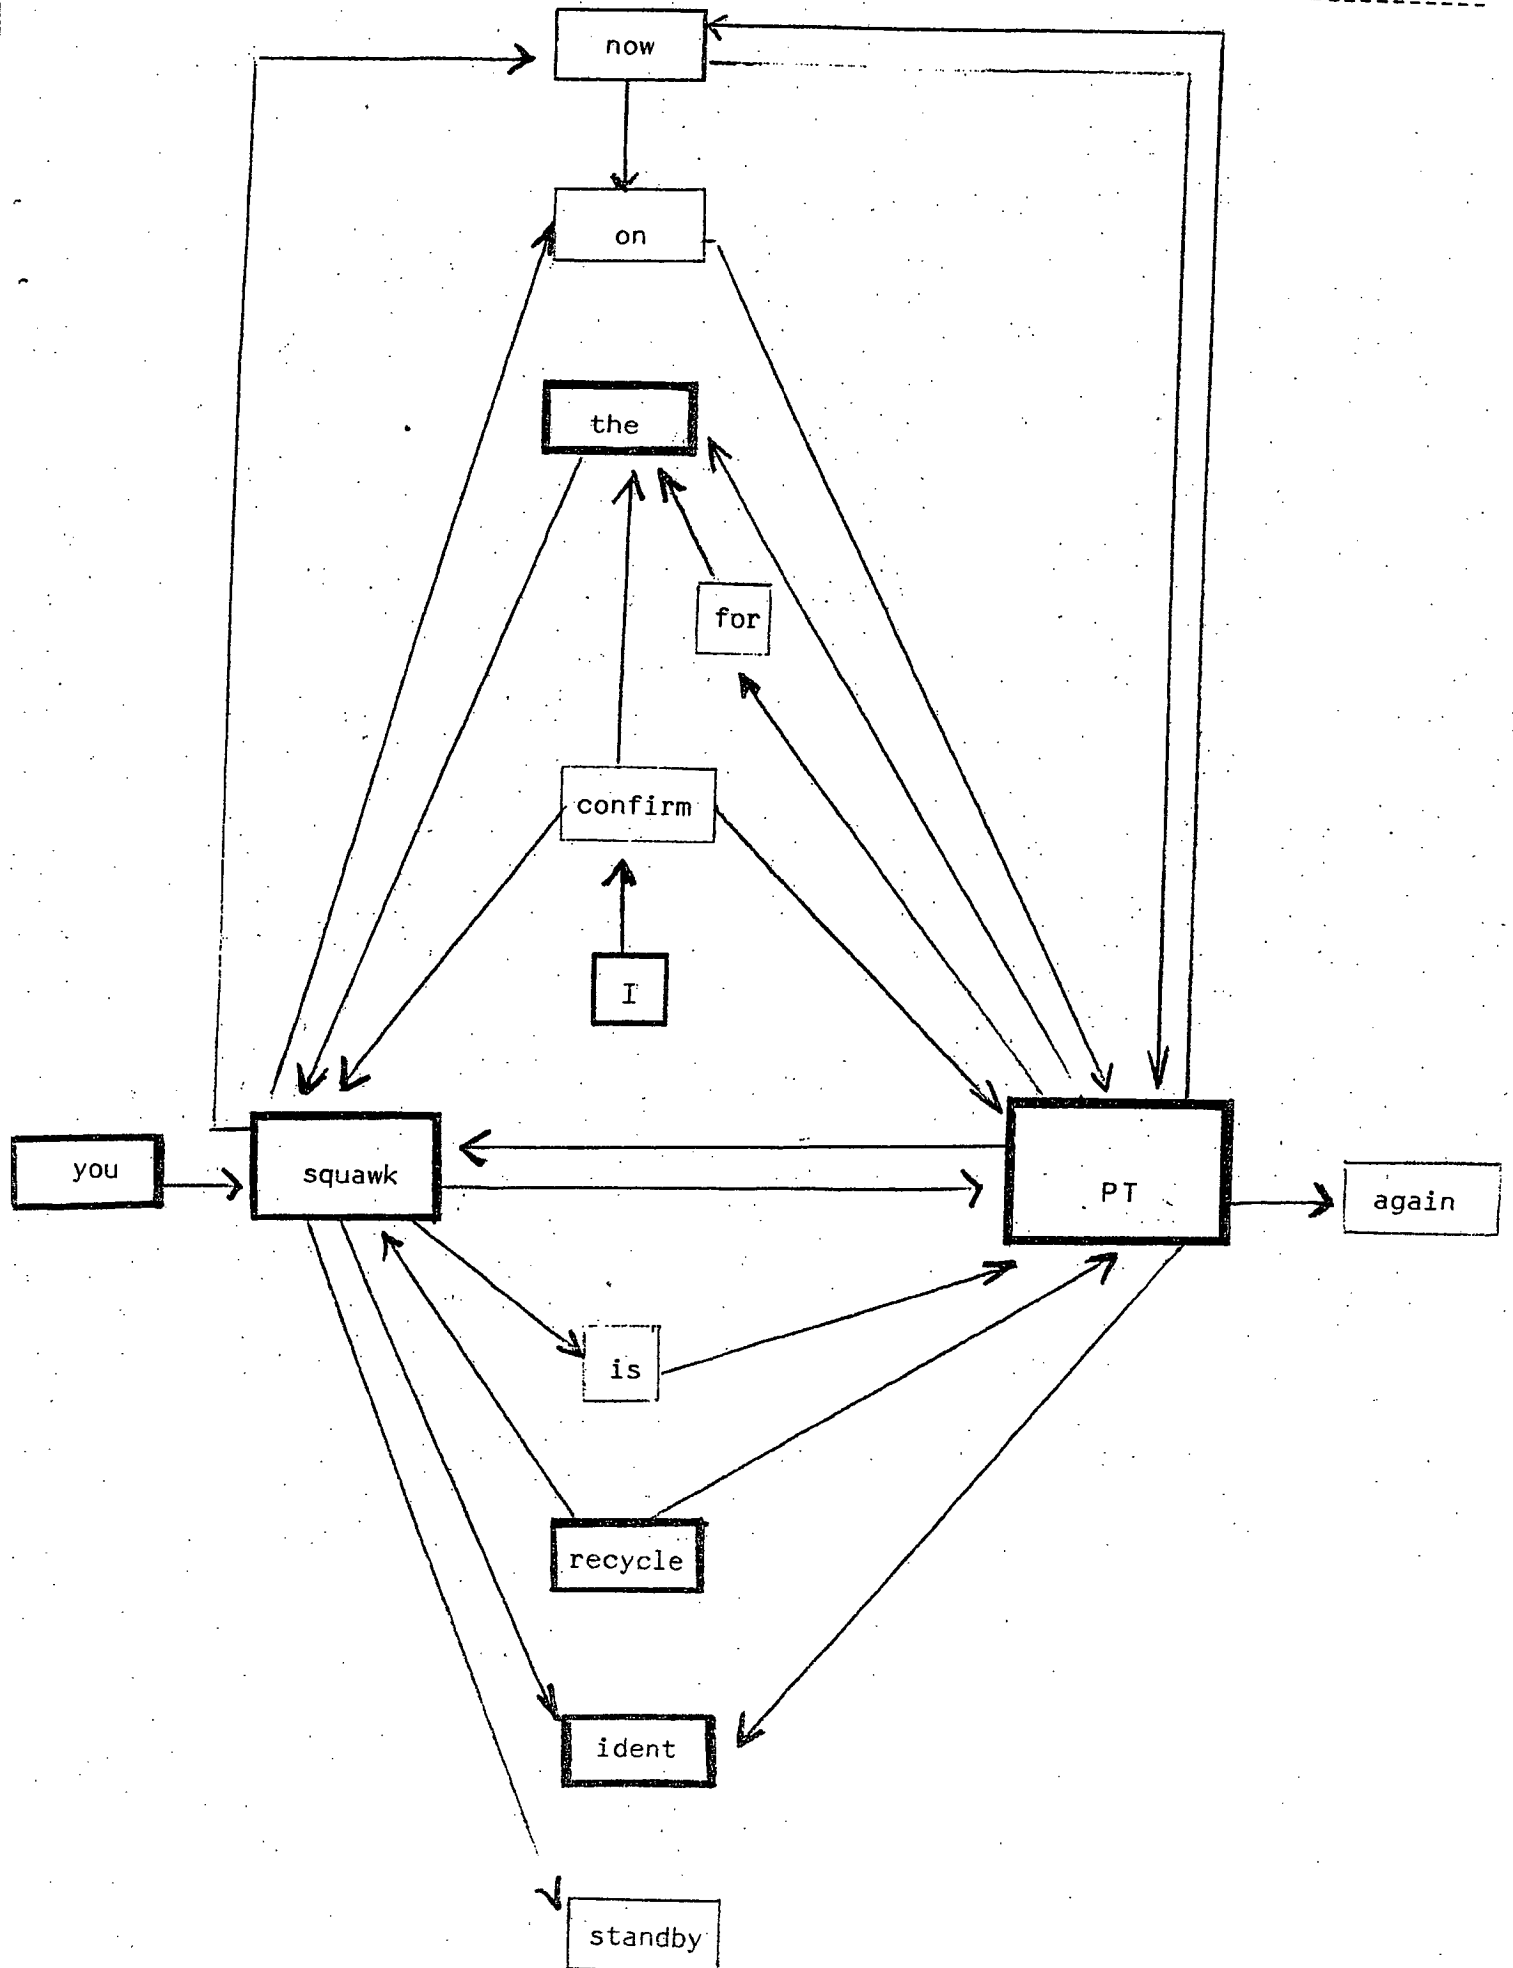 now
on
the
for
confirm
I
you
squawk
PT
again
is
recycle
ident
standby